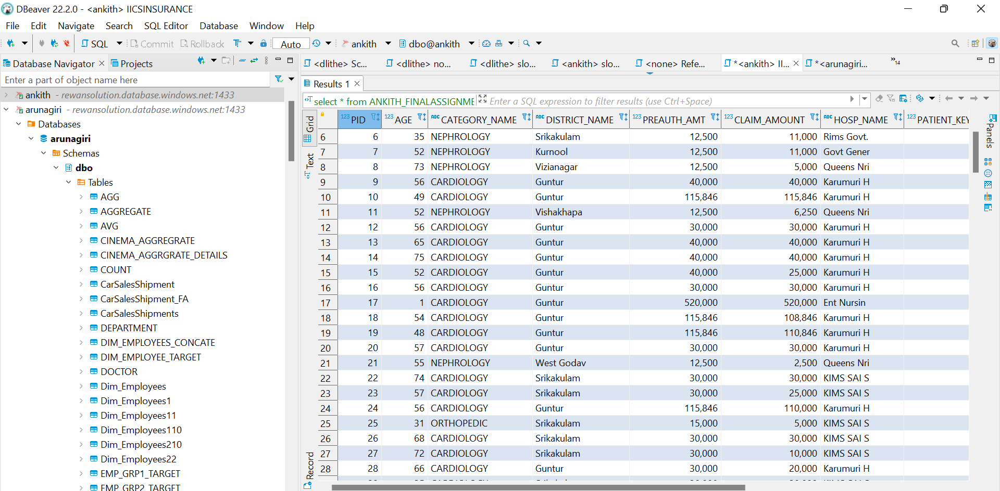 DBeaver 22.2.0 - <ankith> IICSINSURANCE
File Edit Navigate Search SQL Editor Database Window Help
SQL Commit Rollback Auto ankith dbo@ankith
Database Navigator Projects
<dlithe> Sc... <dlithe> no... <dlithe> slo... <ankith> slo... <none> Refe... *<ankith> II... *<arunagiri... »14
Enter a part of object name here
ankith - rewansolution.database.windows.net:1433
arunagiri - rewansolution.database.windows.net:1433
Databases
arunagiri
Schemas
dbo
Tables
AGG
AGGREGATE
AVG
CINEMA_AGGREGRATE
CINEMA_AGGRGRATE_DETAILS
COUNT
CarSalesShipment
CarSalesShipment_FA
CarSalesShipments
DEPARTMENT
DIM_EMPLOYEES_CONCATE
DIM_EMPLOYEE_TARGET
DOCTOR
Dim_Employees
Dim_Employees1
Dim_Employees11
Dim_Employees110
Dim_Employees210
Dim_Employees22
EMP_GRP1_TARGET
EMP_GRP2_TARGET
Results 1
select * from ANKITH_FINALASSIGNME Enter a SQL expression to filter results (use Ctrl+Space)
Grid
Text
Record
Panels
123 PID 123 AGE ABC CATEGORY_NAME ABC DISTRICT_NAME 123 PREAUTH_AMT 123 CLAIM_AMOUNT ABC HOSP_NAME 123 PATIENT_KEY
6 6 35 NEPHROLOGY Srikakulam 12,500 11,000 Rims Govt.
7 7 52 NEPHROLOGY Kurnool 12,500 11,000 Govt Gener
8 8 73 NEPHROLOGY Vizianagar 12,500 5,000 Queens Nri
9 9 56 CARDIOLOGY Guntur 40,000 40,000 Karumuri H
10 10 49 CARDIOLOGY Guntur 115,846 115,846 Karumuri H
11 11 52 NEPHROLOGY Vishakhapa 12,500 6,250 Queens Nri
12 12 56 CARDIOLOGY Guntur 30,000 30,000 Karumuri H
13 13 65 CARDIOLOGY Guntur 40,000 40,000 Karumuri H
14 14 75 CARDIOLOGY Guntur 40,000 40,000 Karumuri H
15 15 52 CARDIOLOGY Guntur 40,000 25,000 Karumuri H
16 16 56 CARDIOLOGY Guntur 30,000 30,000 Karumuri H
17 17 1 CARDIOLOGY Guntur 520,000 520,000 Ent Nursin
18 18 54 CARDIOLOGY Guntur 115,846 108,846 Karumuri H
19 19 48 CARDIOLOGY Guntur 115,846 110,846 Karumuri H
20 20 57 CARDIOLOGY Guntur 30,000 30,000 Karumuri H
21 21 55 NEPHROLOGY West Godav 12,500 2,500 Queens Nri
22 22 74 CARDIOLOGY Srikakulam 30,000 30,000 KIMS SAI S
23 23 57 CARDIOLOGY Srikakulam 30,000 25,000 KIMS SAI S
24 24 56 CARDIOLOGY Guntur 115,846 110,000 Karumuri H
25 25 31 ORTHOPEDIC Srikakulam 15,000 5,000 KIMS SAI S
26 26 68 CARDIOLOGY Srikakulam 30,000 30,000 KIMS SAI S
27 27 72 CARDIOLOGY Srikakulam 30,000 10,000 KIMS SAI S
28 28 66 CARDIOLOGY Guntur 30,000 20,000 Karumuri H